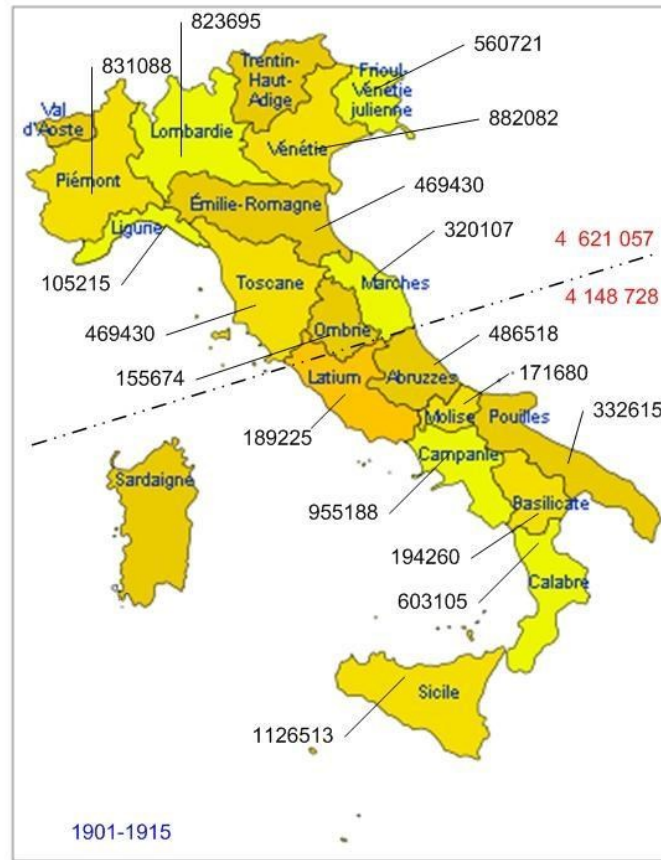 823695
831088
560721
Trentin-
Haut-
Adige
Frioul-
Vénétie
julienne
Val
d'Aoste
Lombardie
882082
Vénétie
Piémont
469430
Émilie-Romagne
320107
Ligurie
4 621 057
105215
Toscane
Marches
4 148 728
469430
Ombrie
486518
155674
Latium
Abruzzes
171680
332615
189225
Molise
Pouilles
Campanie
Sardaigne
955188
Basilicate
194260
603105
Calabre
Sicile
1126513
1901-1915